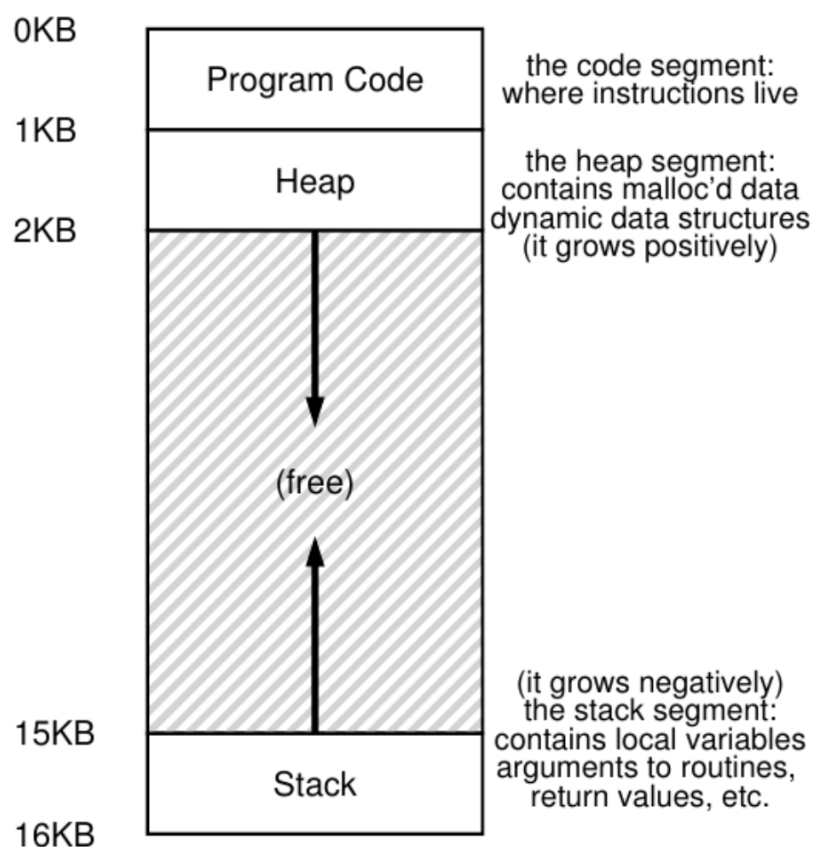 0KB
Program Code
the code segment:
where instructions live
1KB
Heap
the heap segment:
contains malloc'd data
dynamic data structures
(it grows positively)
2KB
(free)
(it grows negatively)
the stack segment:
contains local variables
arguments to routines,
return values, etc.
15KB
Stack
16KB